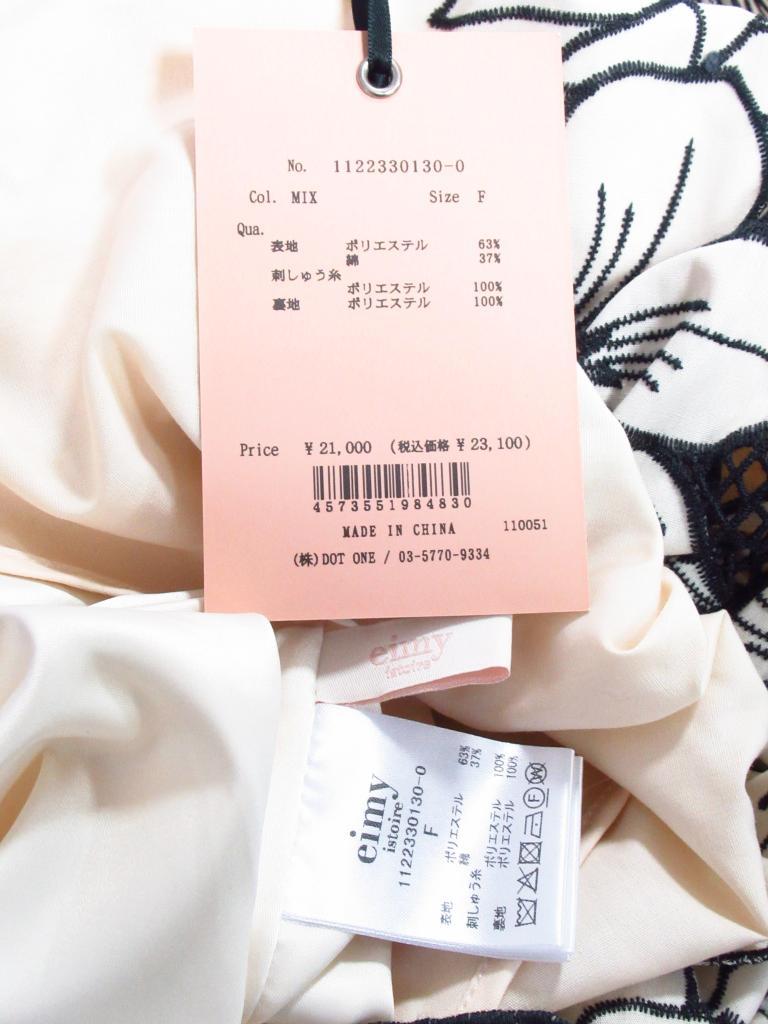 No. 1122330130-0
Col. MIX Size F
Qua.
表地 ポリエステル 63%
綿 37%
刺しゅう糸
ポリエステル 100%
裏地 ポリエステル 100%
Price ¥21,000 (税込価格 ¥23,100)
4573551984830
MADE IN CHINA 110051
(株)DOT ONE / 03-5770-9334
eimy
istoire
eimy
istoire
1122330130-0
F
表地 ポリエステル 63%
綿 37%
刺しゅう糸 ポリエステル 100%
裏地 ポリエステル 100%
F W